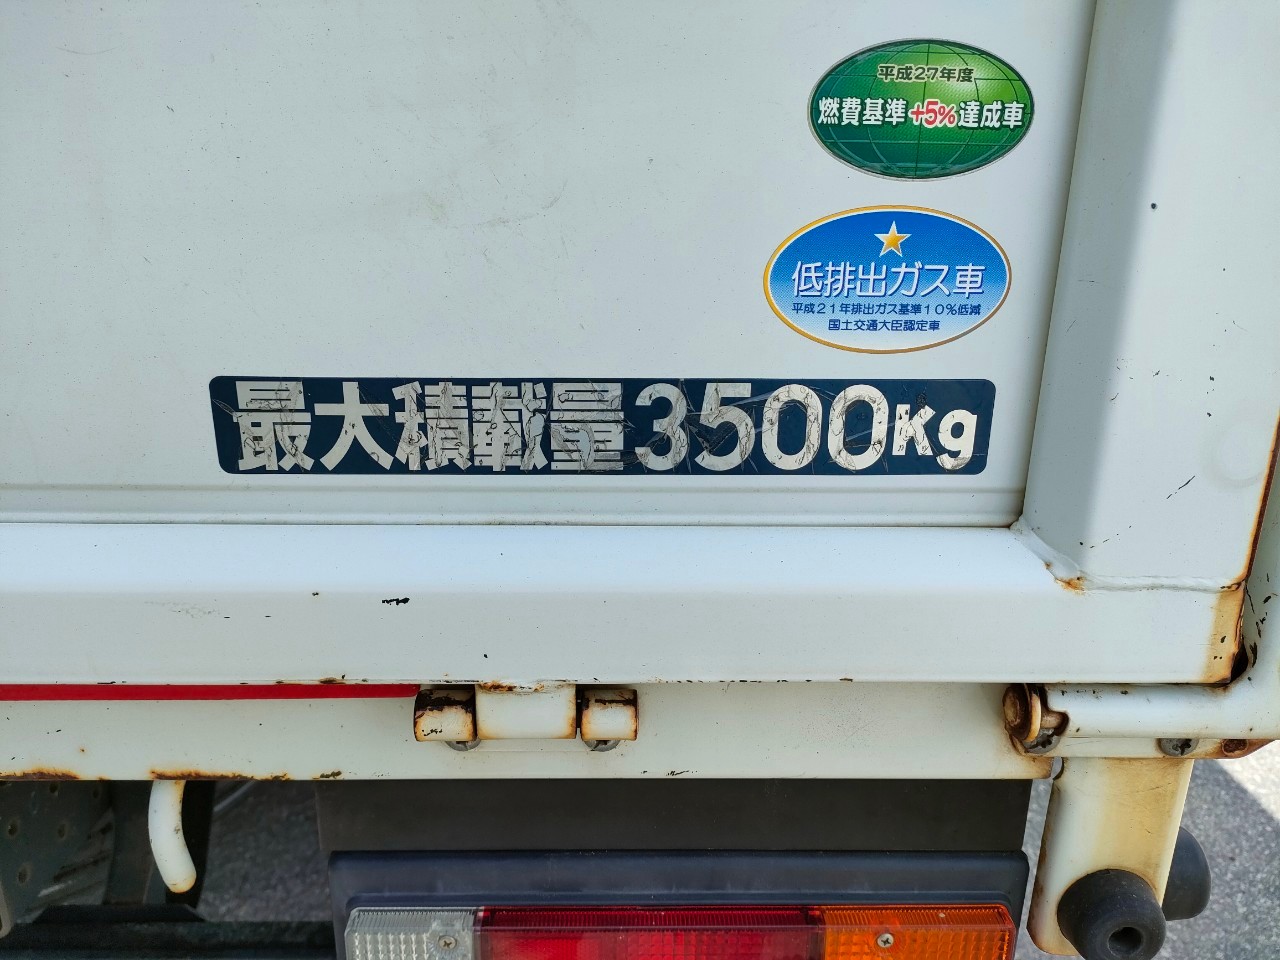 平成27年度
燃費基準+5%達成車
低排出ガス車
平成21年排出ガス基準10%低減
国土交通大臣認定車
最大積載量3500Kg